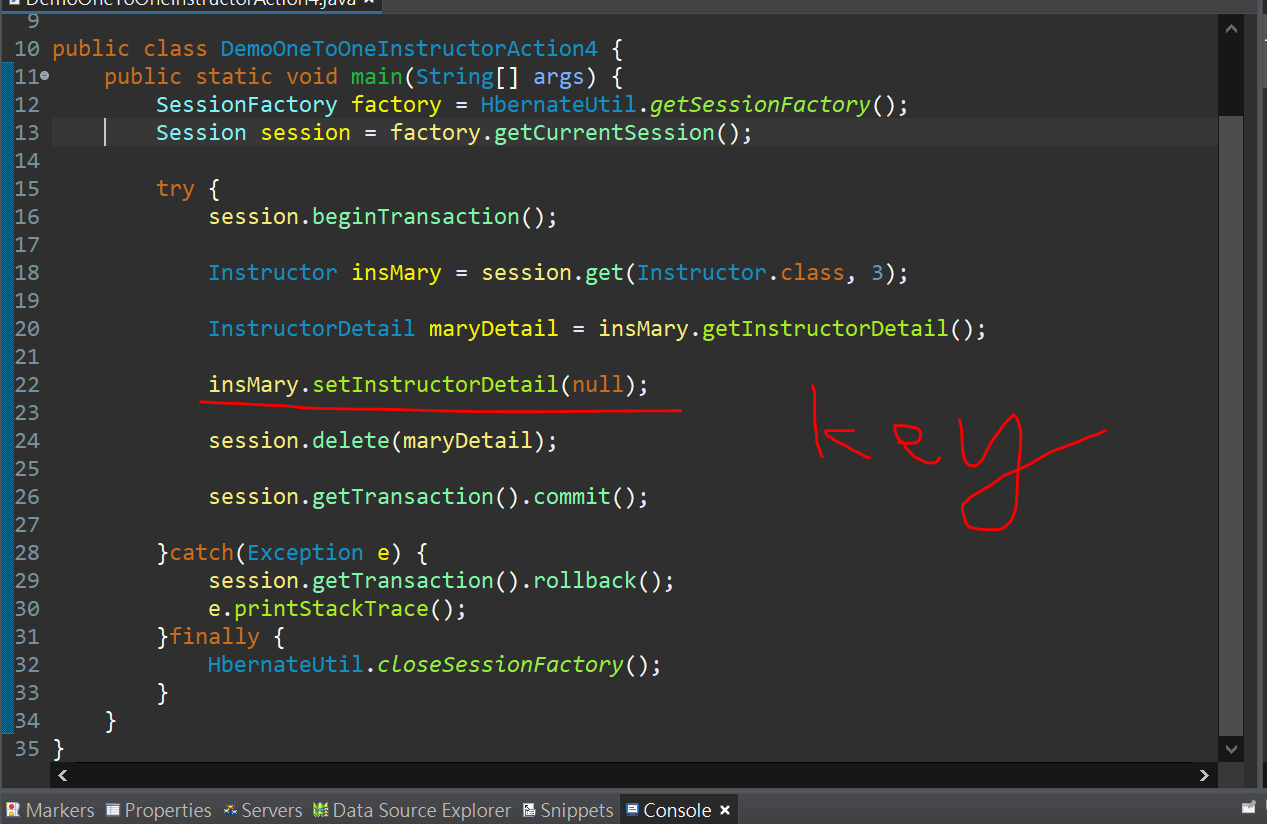 DemoOneToOneInstructorAction4.java
9
10 public class DemoOneToOneInstructorAction4 {
11 public static void main(String[] args) {
12 SessionFactory factory = HbernateUtil.getSessionFactory();
13 Session session = factory.getCurrentSession();
14
15 try {
16 session.beginTransaction();
17
18 Instructor insMary = session.get(Instructor.class, 3);
19
20 InstructorDetail maryDetail = insMary.getInstructorDetail();
21
22 insMary.setInstructorDetail(null);
23
key
24 session.delete(maryDetail);
25
26 session.getTransaction().commit();
27
28 }catch(Exception e) {
29 session.getTransaction().rollback();
30 e.printStackTrace();
31 }finally {
32 HbernateUtil.closeSessionFactory();
33 }
34 }
35 }
Markers Properties Servers Data Source Explorer Snippets Console